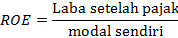 ROE = Laba setelah pajak
modal sendiri